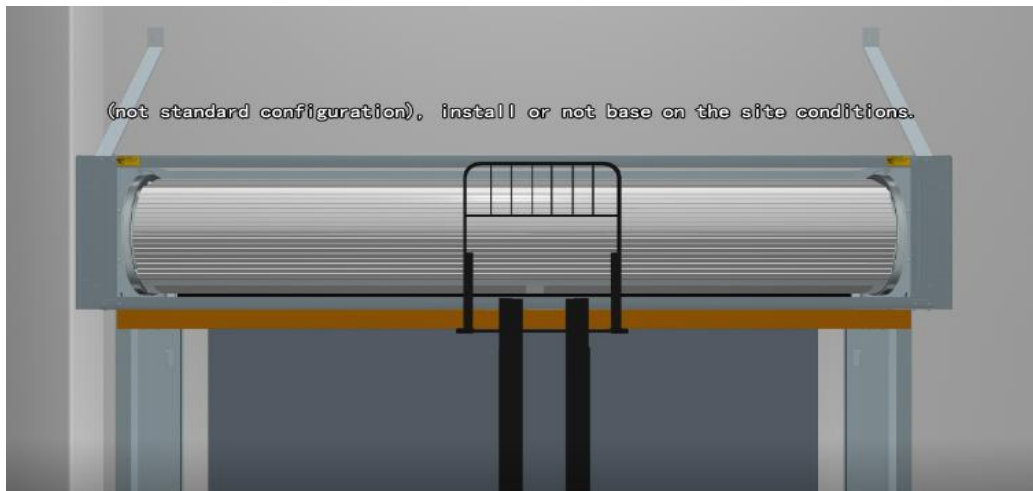 (not standard configuration), install or not base on the site conditions.